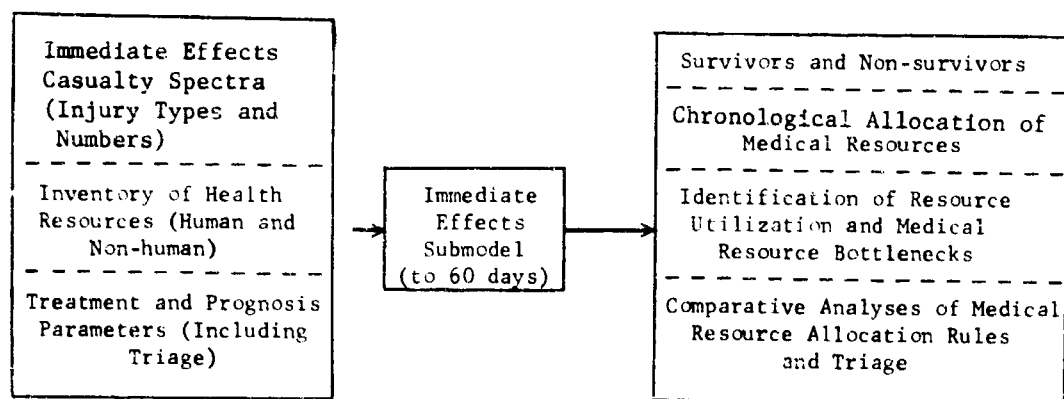 Immediate Effects
Casualty Spectra
(Injury Types and
Numbers)
Inventory of Health
Resources (Human and
Non-human)
Treatment and Prognosis
Parameters (Including
Triage)
Immediate
Effects
Submodel
(to 60 days)
Survivors and Non-survivors
Chronological Allocation of
Medical Resources
Identification of Resource
Utilization and Medical
Resource Bottlenecks
Comparative Analyses of Medical
Resource Allocation Rules
and Triage